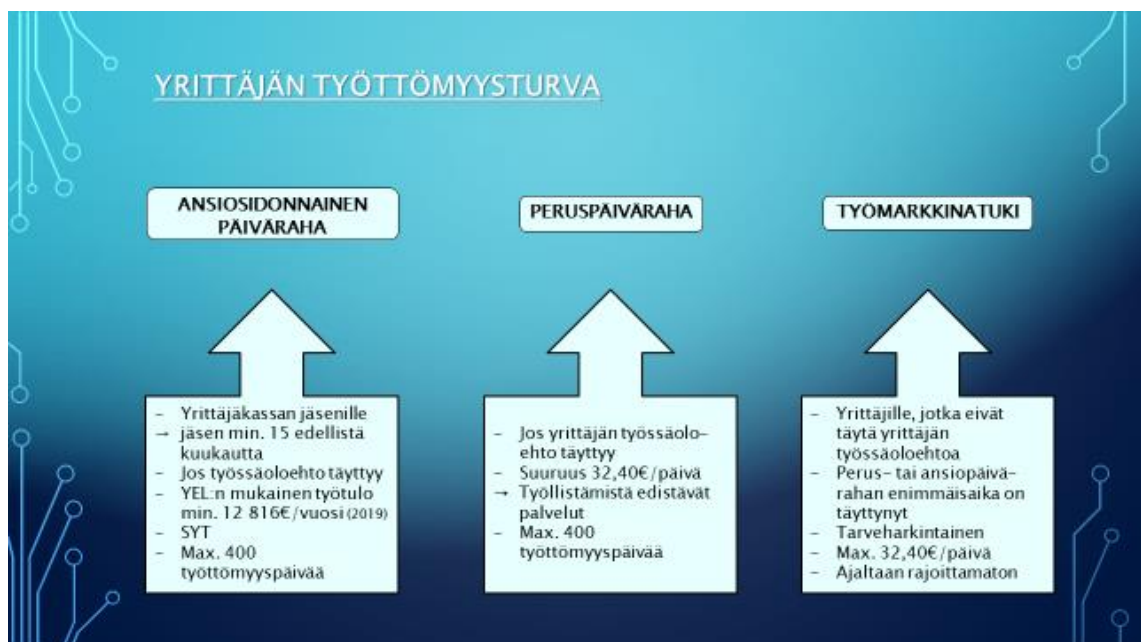 YRITTÄJÄN TYÖTTÖMYYSTURVA
ANSIOSIDONNAINEN
PÄIVÄRAHA
- Yrittäjäkassan jäsenille
→ jäsen min. 15 edellistä
kuukautta
- Jos työssäoloehto täyttyy
- YEL:n mukainen työtulo
min. 12 816€/vuosi (2019)
- SYT
- Max. 400
työttömyyspäivää
PERUSPÄIVÄRAHA
- Jos yrittäjän työssäolo-
ehto täyttyy
- Suuruus 32,40€/päivä
→ Työllistämistä edistävät
palvelut
- Max. 400
työttömyyspäivää
TYÖMARKKINATUKI
- Yrittäjille, jotka eivät
täytä yrittäjän
työssäoloehtoa
- Perus- tai ansiopäivä-
rahan enimmäisaika on
täyttynyt
- Tarveharkintainen
- Max. 32,40€/päivä
- Ajaltaan rajoittamaton